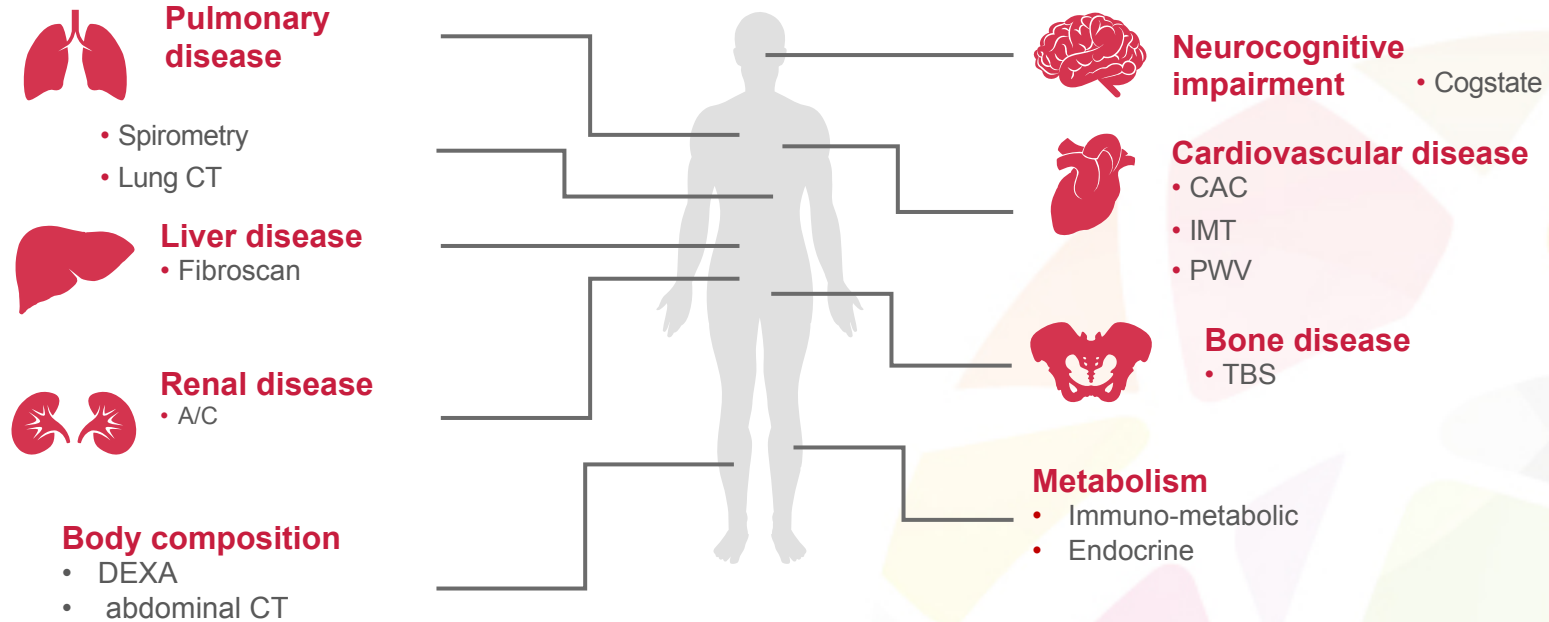 Pulmonary
disease
• Spirometry
• Lung CT
Liver disease
• Fibroscan
Renal disease
• A/C
Body composition
• DEXA
• abdominal CT
Neurocognitive
impairment • Cogstate
Cardiovascular disease
• CAC
• IMT
• PWV
Bone disease
• TBS
Metabolism
• Immuno-metabolic
• Endocrine